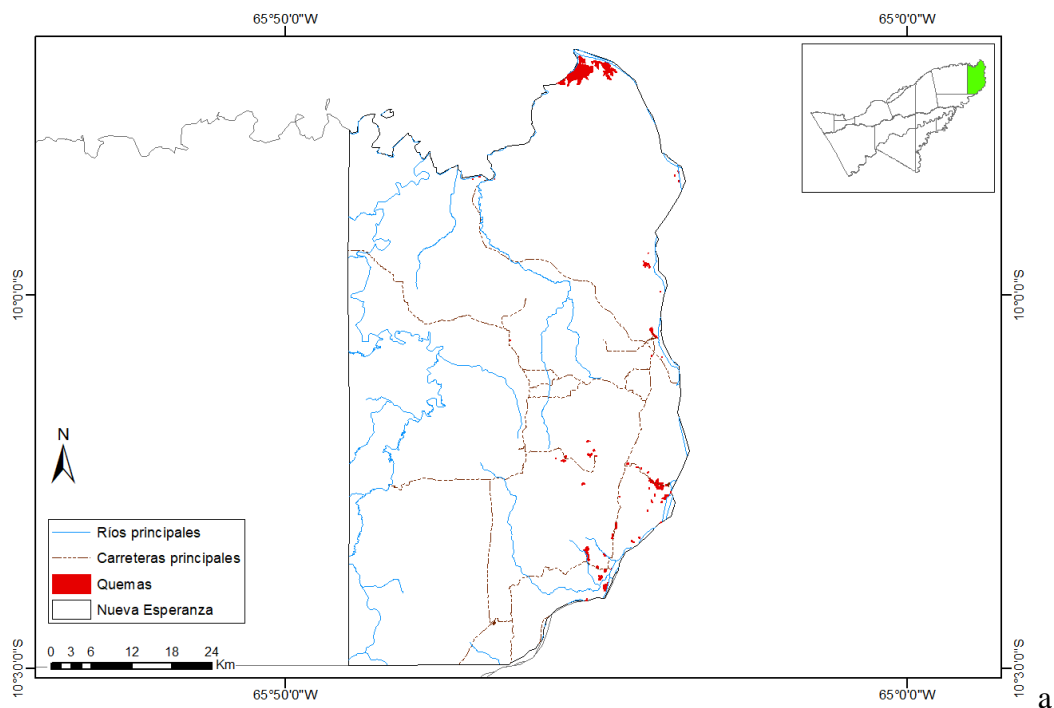 65°50'0"W 65°0'0"W
10°0'0"S 10°0'0"S
N
Ríos principales
Carreteras principales
Quemas
Nueva Esperanza
0 3 6 12 18 24
Km
10°30'0"S 10°30'0"S
65°50'0"W 65°0'0"W
a